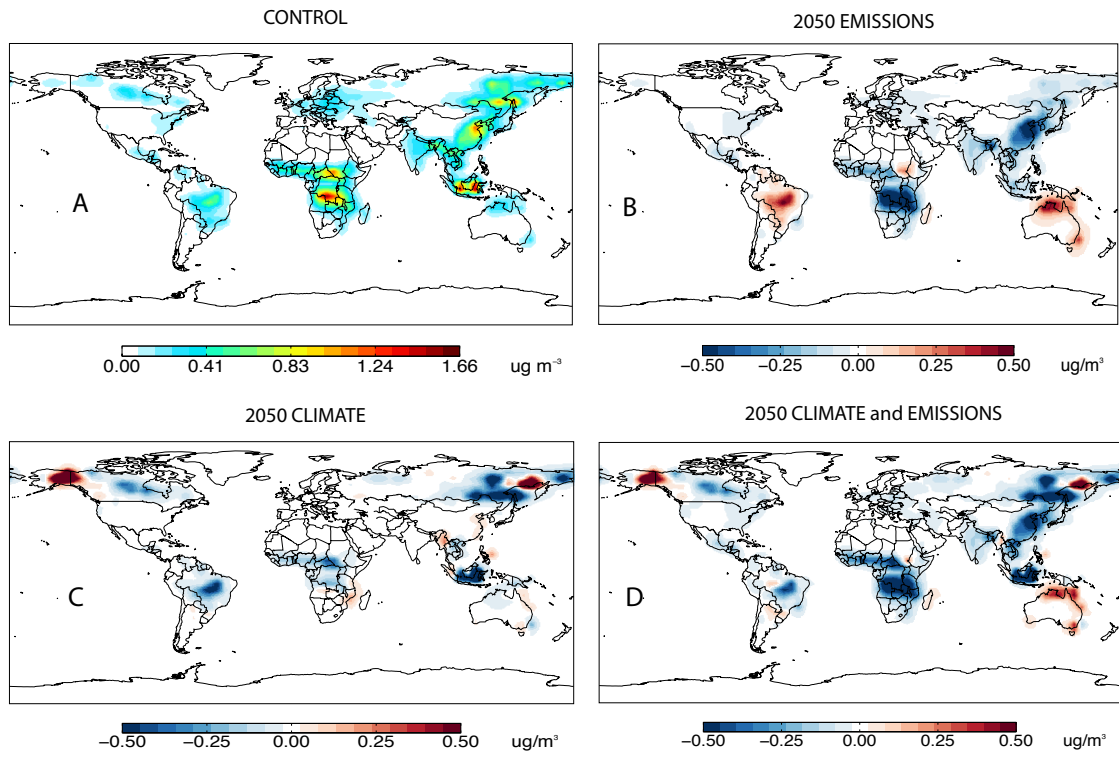 CONTROL
2050 EMISSIONS
A
B
0.00 0.41 0.83 1.24 1.66 ug m⁻³
−0.50 −0.25 0.00 0.25 0.50 ug/m³
2050 CLIMATE
2050 CLIMATE and EMISSIONS
C
D
−0.50 −0.25 0.00 0.25 0.50 ug/m³
−0.50 −0.25 0.00 0.25 0.50 ug/m³